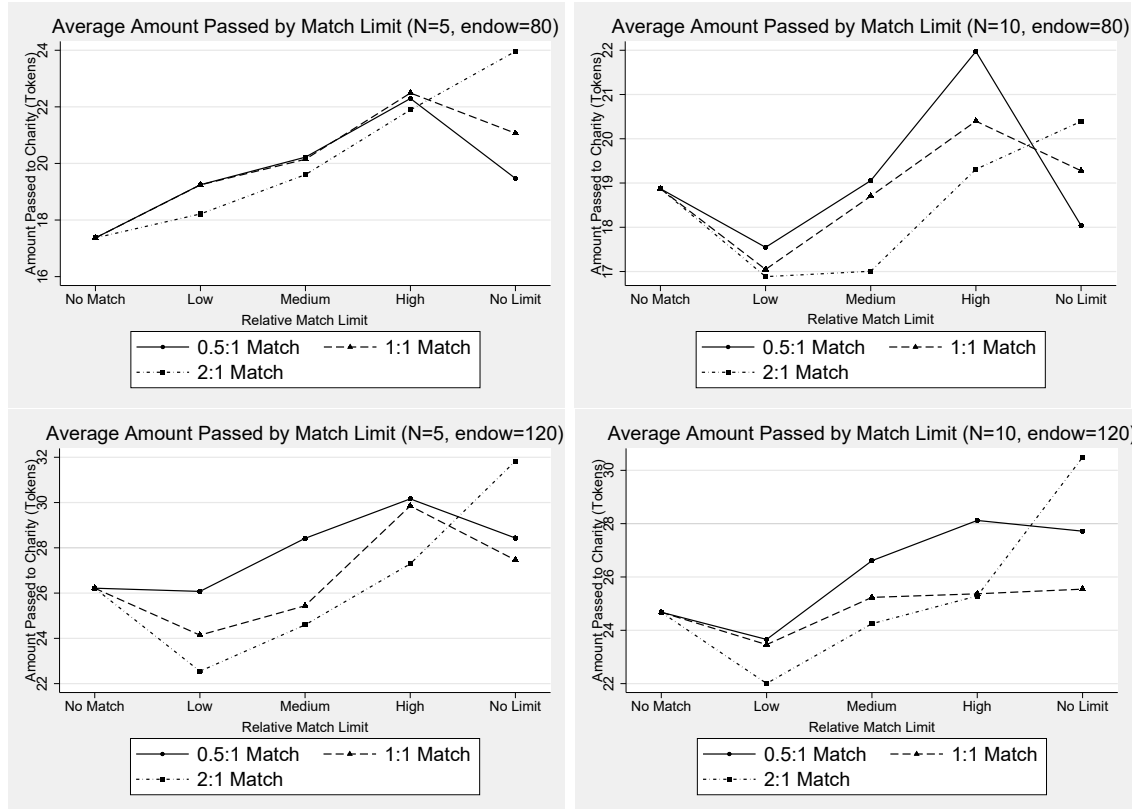 Average Amount Passed by Match Limit (N=5, endow=80)
Amount Passed to Charity (Tokens)
24
22
20
18
16
No Match Low Medium High No Limit
Relative Match Limit
0.5:1 Match 1:1 Match
2:1 Match
Average Amount Passed by Match Limit (N=10, endow=80)
Amount Passed to Charity (Tokens)
22
21
20
19
18
17
No Match Low Medium High No Limit
Relative Match Limit
0.5:1 Match 1:1 Match
2:1 Match
Average Amount Passed by Match Limit (N=5, endow=120)
Amount Passed to Charity (Tokens)
32
30
28
26
24
22
No Match Low Medium High No Limit
Relative Match Limit
0.5:1 Match 1:1 Match
2:1 Match
Average Amount Passed by Match Limit (N=10, endow=120)
Amount Passed to Charity (Tokens)
30
28
26
24
22
No Match Low Medium High No Limit
Relative Match Limit
0.5:1 Match 1:1 Match
2:1 Match